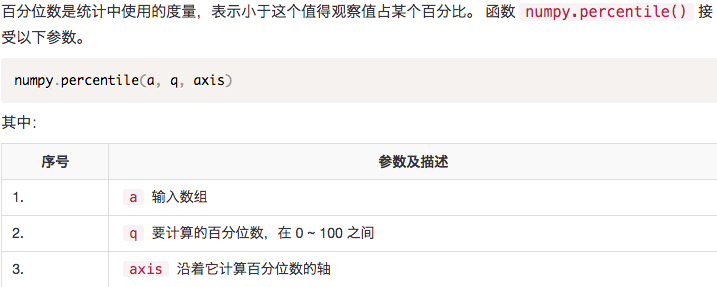 百分位数是统计中使用的度量，表示小于这个值得观察值占某个百分比。 函数 numpy.percentile() 接
受以下参数。
numpy.percentile(a, q, axis)
其中：
序号 参数及描述
1. a 输入数组
2. q 要计算的百分位数，在 0 ~ 100 之间
3. axis 沿着它计算百分位数的轴